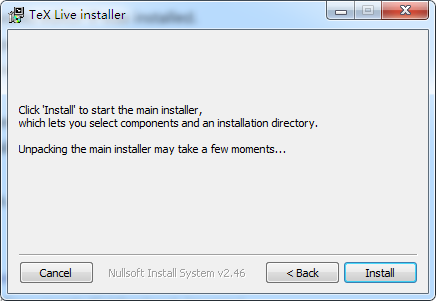 TeX Live installer
Click 'Install' to start the main installer,
which lets you select components and an installation directory.
Unpacking the main installer may take a few moments...
Cancel
Nullsoft Install System v2.46
< Back
Install